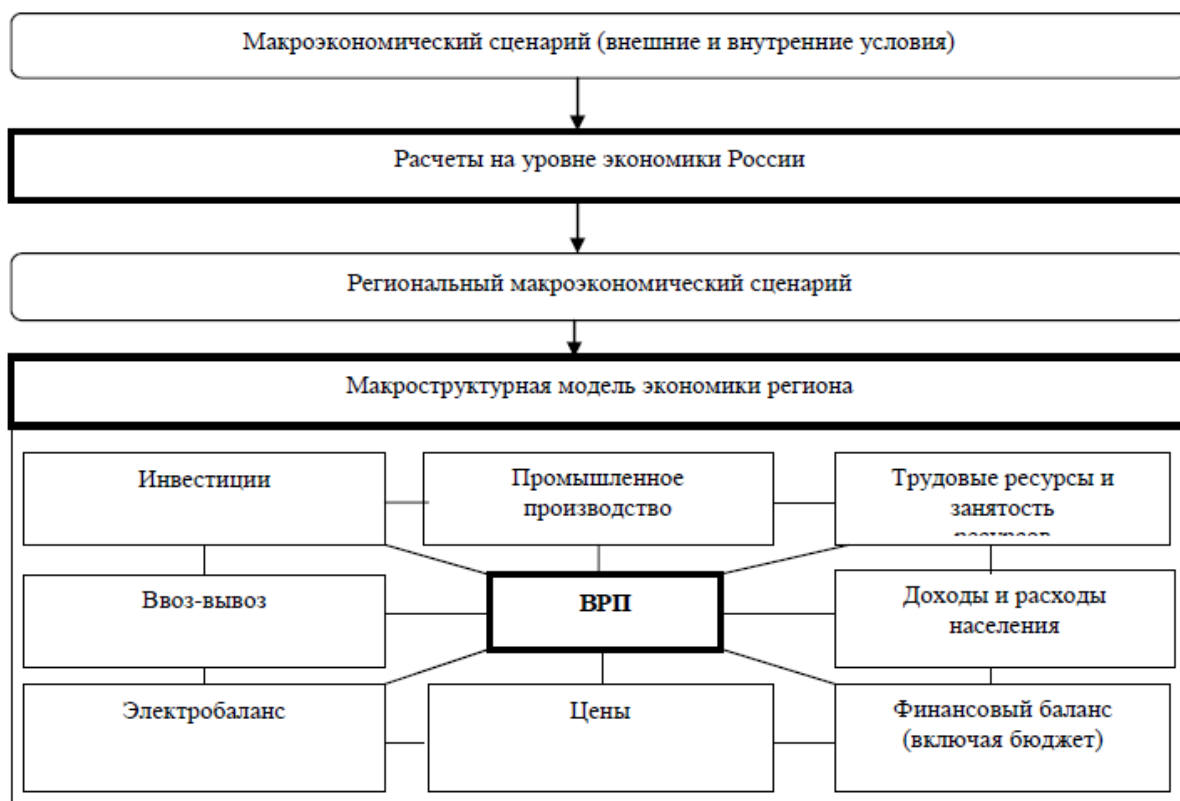 Макроэкономический сценарий (внешние и внутренние условия)
Расчеты на уровне экономики России
Региональный макроэкономический сценарий
Макроструктурная модель экономики региона
Инвестиции
Промышленное
производство
Трудовые ресурсы и
занятость
Ввоз-вывоз
ВРП
Доходы и расходы
населения
Электробаланс
Цены
Финансовый баланс
(включая бюджет)